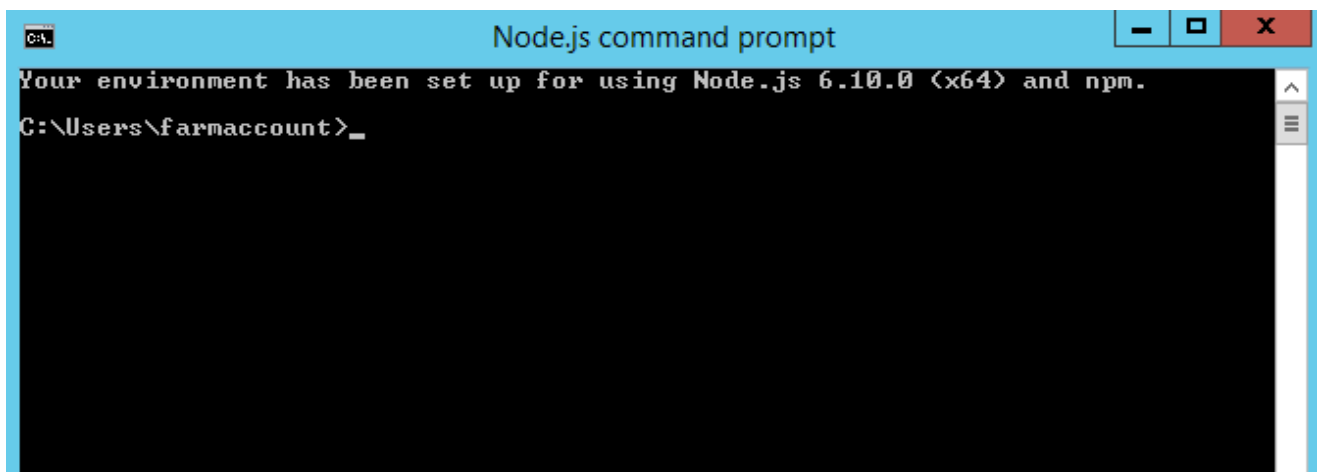 C:\.
Node.js command prompt
Your environment has been set up for using Node.js 6.10.0 (x64) and npm.
C:\Users\farmaccount>_